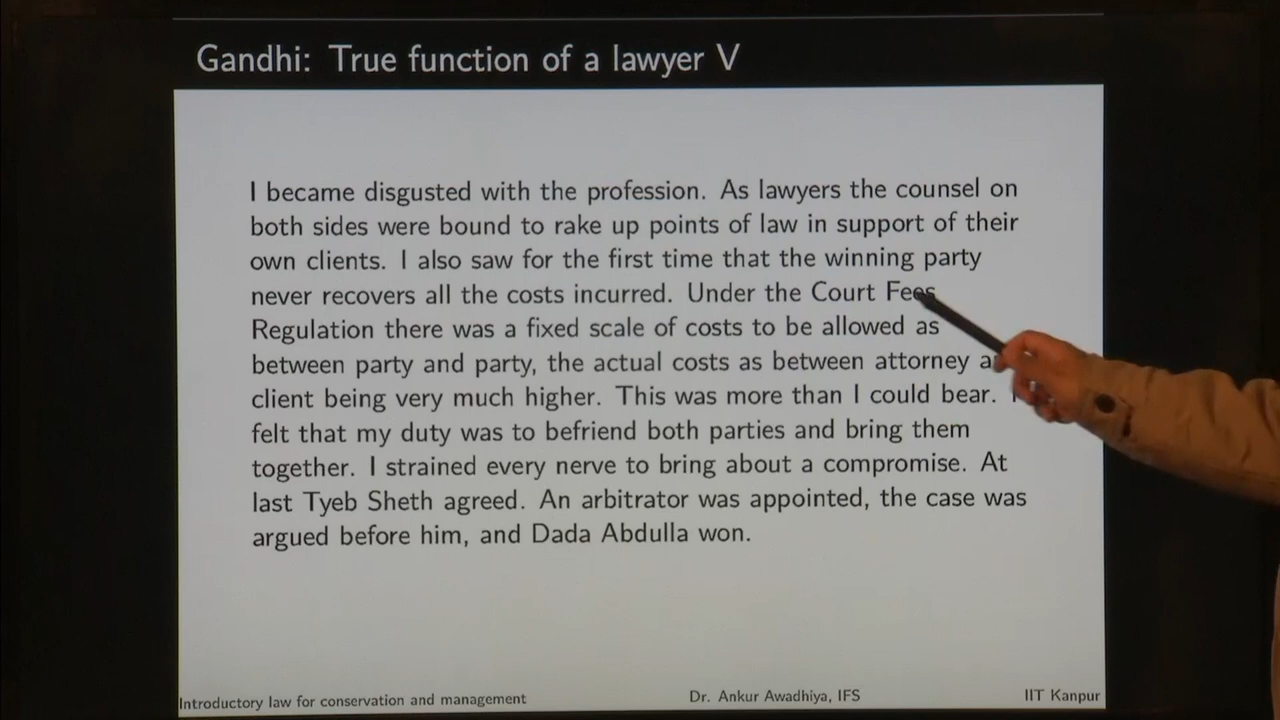 Gandhi: True function of a lawyer V
I became disgusted with the profession. As lawyers the counsel on
both sides were bound to rake up points of law in support of their
own clients. I also saw for the first time that the winning party
never recovers all the costs incurred. Under the Court Fees
Regulation there was a fixed scale of costs to be allowed as
between party and party, the actual costs as between attorney
client being very much higher. This was more than I could bear. I
felt that my duty was to befriend both parties and bring them
together. I strained every nerve to bring about a compromise. At
last Tyeb Sheth agreed. An arbitrator was appointed, the case was
argued before him, and Dada Abdulla won.
Introductory law for conservation and management Dr. Ankur Awadhiya, IFS IIT Kanpur